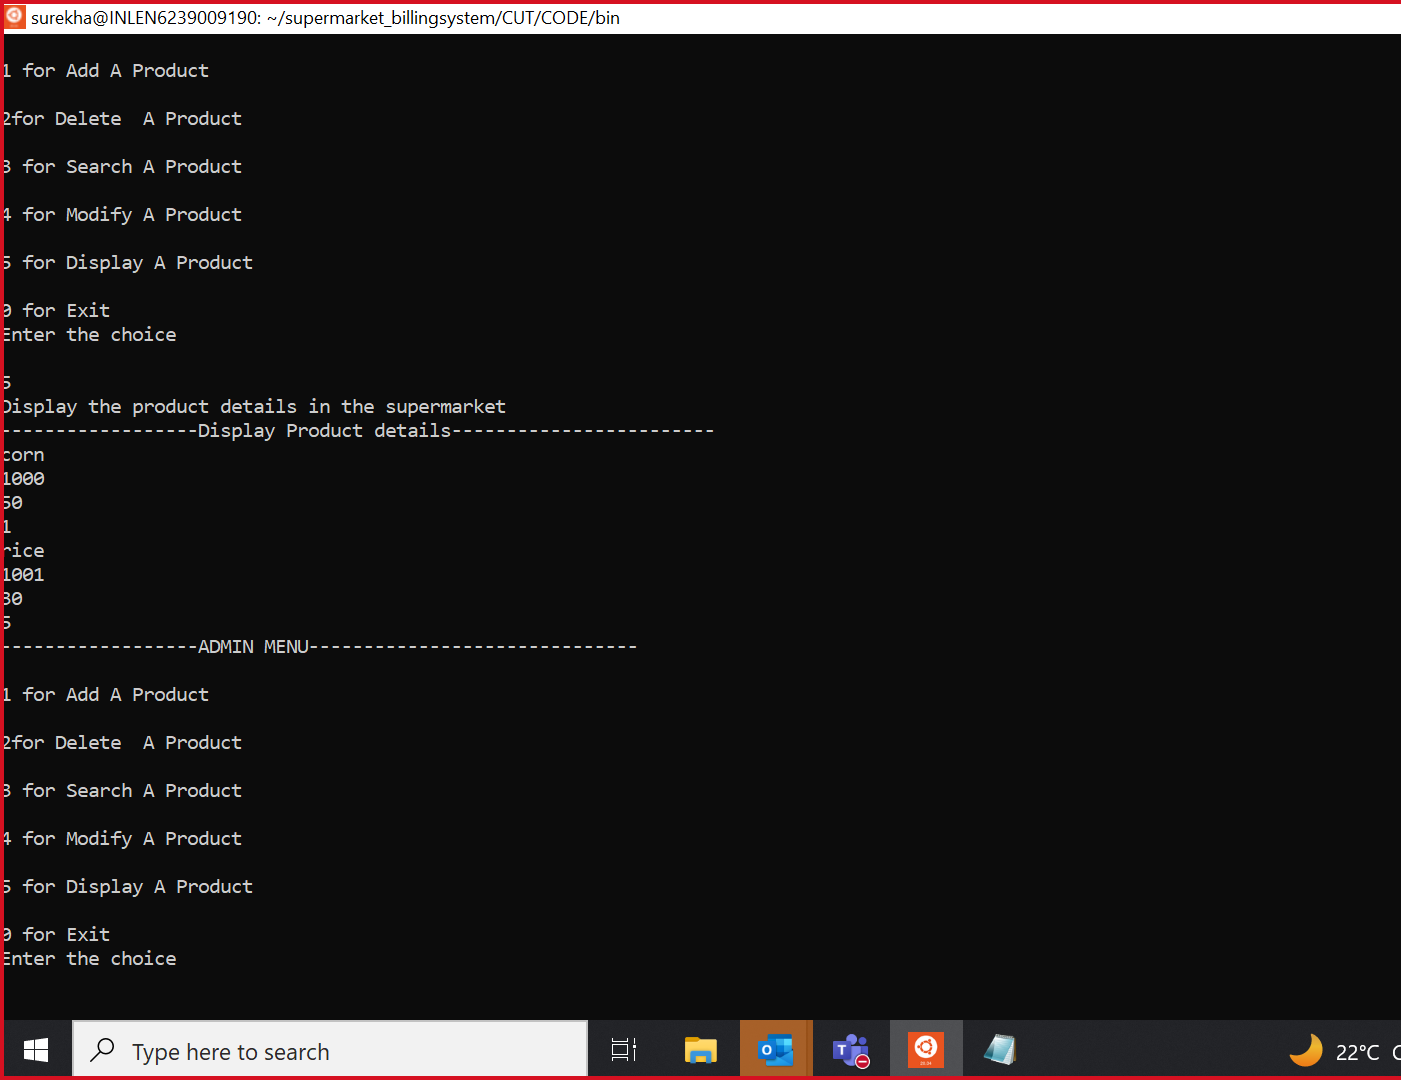 surekha@INLEN6239009190: ~/supermarket_billingsystem/CUT/CODE/bin
1 for Add A Product
2for Delete  A Product
3 for Search A Product
4 for Modify A Product
5 for Display A Product
0 for Exit
Enter the choice
5
Display the product details in the supermarket
------------------Display Product details------------------------
corn
1000
50
1
rice
1001
30
5
------------------ADMIN MENU------------------------------
1 for Add A Product
2for Delete  A Product
3 for Search A Product
4 for Modify A Product
5 for Display A Product
0 for Exit
Enter the choice
Type here to search
22°C